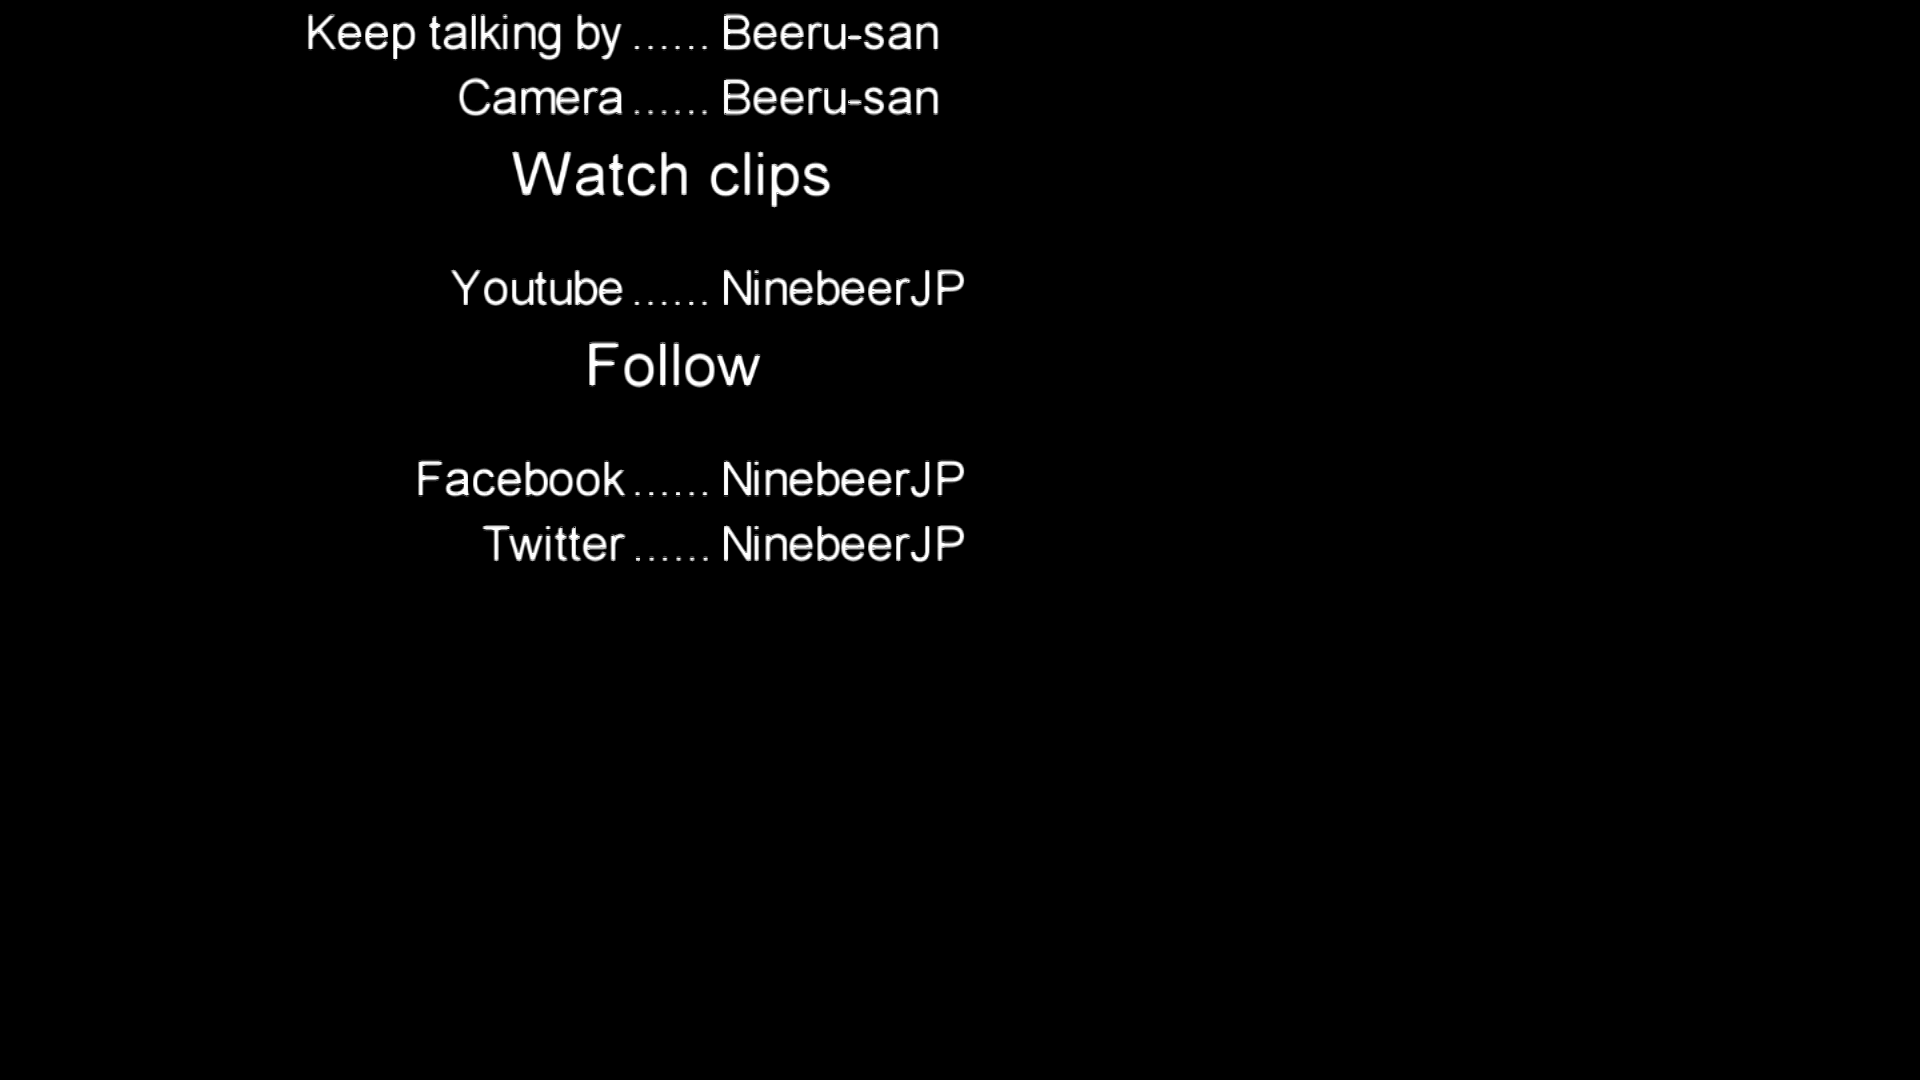 Keep talking by ...... Beeru-san
Camera ...... Beeru-san
Watch clips
Youtube ...... NinebeerJP
Follow
Facebook ...... NinebeerJP
Twitter ...... NinebeerJP